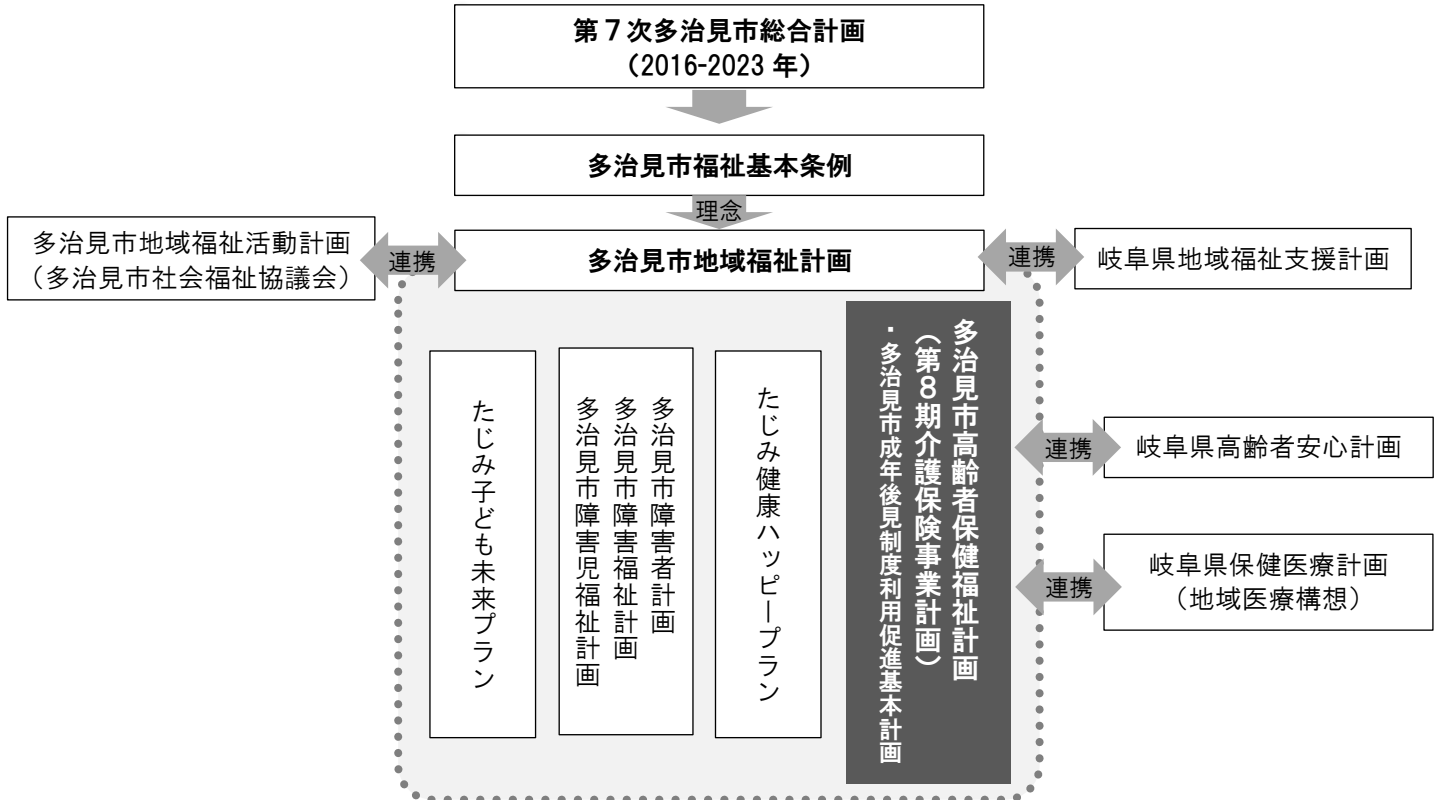 第７次多治見市総合計画
（2016-2023 年）
多治見市福祉基本条例
理念
多治見市地域福祉活動計画
（多治見市社会福祉協議会）
連携
多治見市地域福祉計画
連携
岐阜県地域福祉支援計画
たじみ子ども未来プラン
多治見市障害者計画
多治見市障害福祉計画
多治見市障害児福祉計画
たじみ健康ハッピープラン
多治見市高齢者保健福祉計画
（第８期介護保険事業計画）
・多治見市成年後見制度利用促進基本計画
連携
岐阜県高齢者安心計画
連携
岐阜県保健医療計画
（地域医療構想）